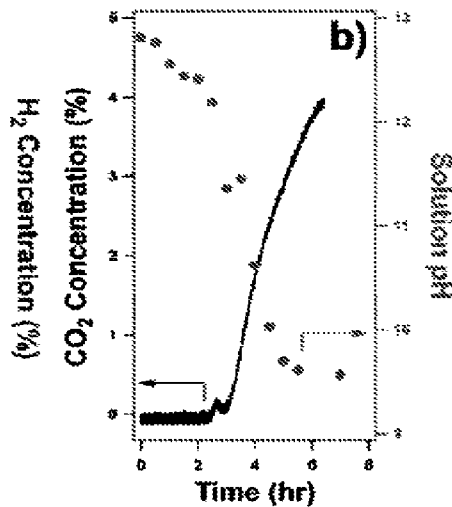 b)
H2 Concentration (%)
CO2 Concentration (%)
5
4
3
2
1
0
13
12
11
10
9
Solution pH
0 2 4 6 8
Time (hr)